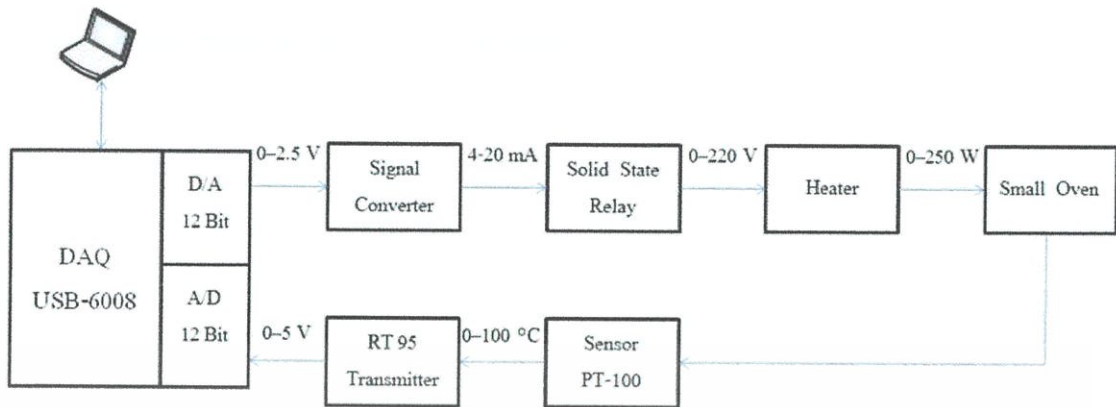 0–2.5 V
4-20 mA
0–220 V
0–250 W
D/A
12 Bit
Signal
Converter
Solid State
Relay
Heater
Small Oven
DAQ
USB-6008
A/D
12 Bit
0–5 V
RT 95
Transmitter
0–100 °C
Sensor
PT-100